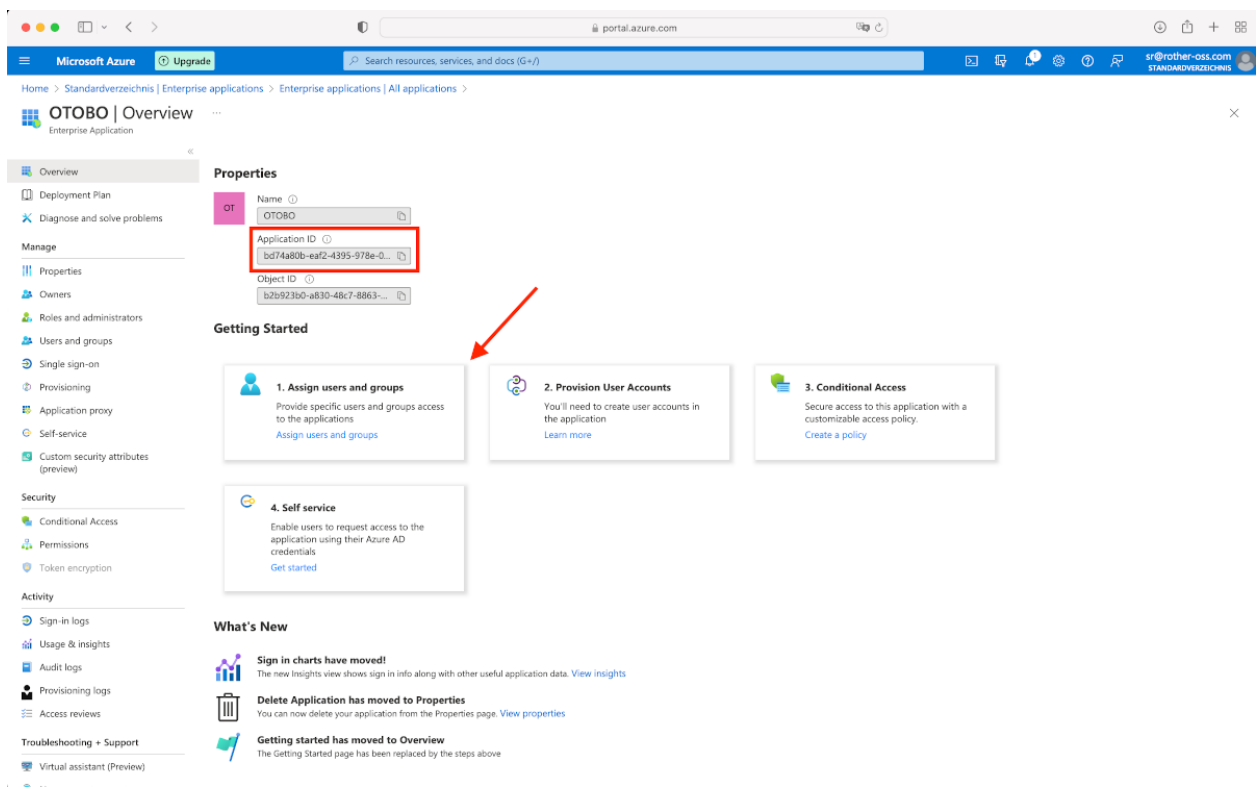 portal.azure.com
Microsoft Azure
Upgrade
Search resources, services, and docs (G+/)
1
sr@rother-oss.com
STANDARDVERZEICHNIS
Home > Standardverzeichnis | Enterprise applications > Enterprise applications | All applications >
OTOBO | Overview ...
Enterprise Application
«
Overview
Deployment Plan
Diagnose and solve problems
Manage
Properties
Owners
Roles and administrators
Users and groups
Single sign-on
Provisioning
Application proxy
Self-service
Custom security attributes
(preview)
Security
Conditional Access
Permissions
Token encryption
Activity
Sign-in logs
Usage & insights
Audit logs
Provisioning logs
Access reviews
Troubleshooting + Support
Virtual assistant (Preview)
Properties
OT
Name
OTOBO
Application ID
bd74a80b-eaf2-4395-978e-0...
Object ID
b2b923b0-a830-48c7-8863-...
Getting Started
1. Assign users and groups
Provide specific users and groups access
to the applications
Assign users and groups
2. Provision User Accounts
You'll need to create user accounts in
the application
Learn more
3. Conditional Access
Secure access to this application with a
customizable access policy.
Create a policy
4. Self service
Enable users to request access to the
application using their Azure AD
credentials
Get started
What's New
Sign in charts have moved!
The new Insights view shows sign in info along with other useful application data. View insights
Delete Application has moved to Properties
You can now delete your application from the Properties page. View properties
Getting started has moved to Overview
The Getting Started page has been replaced by the steps above